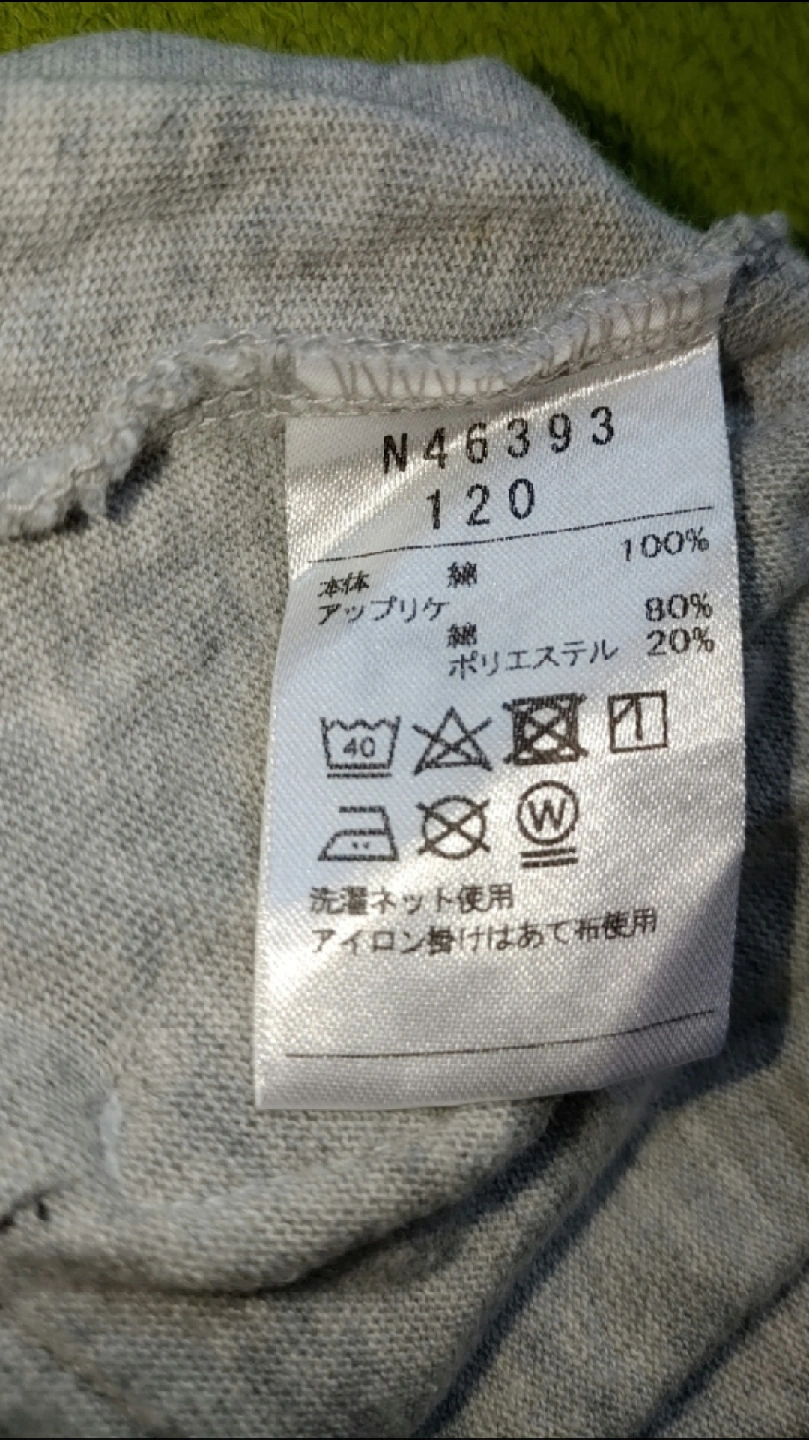 N46393
120
本体 綿 100%
アップリケ
綿 80%
ポリエステル 20%
40
W
洗濯ネット使用
アイロン掛けはあて布使用